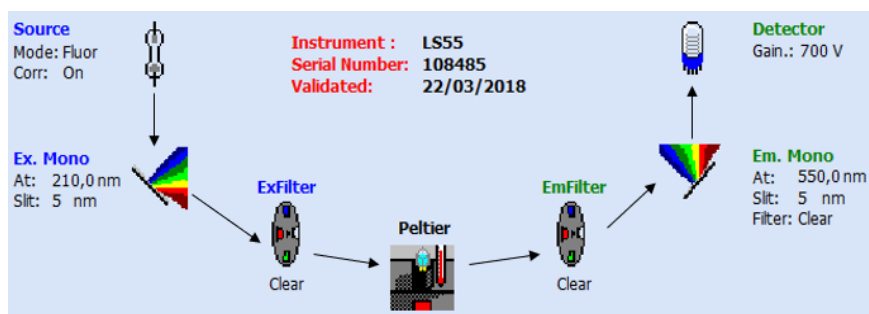 Source
Mode: Fluor
Corr: On
Instrument : LS55
Serial Number: 108485
Validated: 22/03/2018
Detector
Gain.: 700 V
Ex. Mono
At: 210,0 nm
Slit: 5 nm
ExFilter
Clear
Peltier
EmFilter
Clear
Em. Mono
At: 550,0 nm
Slit: 5 nm
Filter: Clear